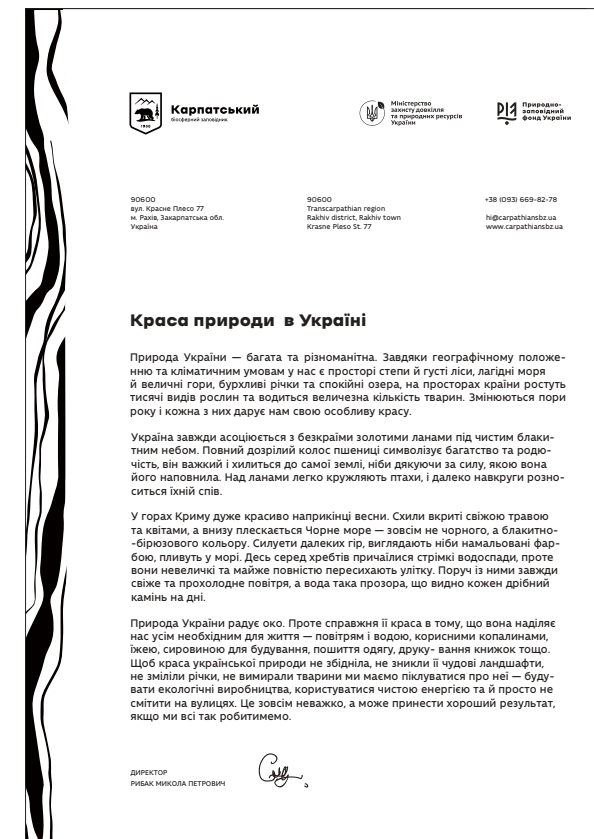 Карпатський
біосферний заповідник
1968
Міністерство
захисту довкілля
та природних ресурсів
України
Природно-
заповідний
фонд України
90600
вул. Красне Плесо 77
м. Рахів, Закарпатська обл.
Україна
90600
Transcarpathian region
Rakhiv district, Rakhiv town
Krasne Pleso St. 77
+38 (093) 669-82-78
hi@carpathiansbz.ua
www.carpathiansbz.ua
Краса природи в Україні
Природа України — багата та різноманітна. Завдяки географічному положе-
нню та кліматичним умовам у нас є просторі степи й густі ліси, лагідні моря
й величні гори, бурхливі річки та спокійні озера, на просторах країни ростуть
тисячі видів рослин та водиться величезна кількість тварин. Змінюються пори
року і кожна з них дарує нам свою особливу красу.
Україна завжди асоціюється з безкраїми золотими ланами під чистим блаки-
тним небом. Повний дозрілий колос пшениці символізує багатство та родю-
чість, він важкий і хилиться до самої землі, ніби дякуючи за силу, якою вона
його наповнила. Над ланами легко кружляють птахи, і далеко навкруги розно-
ситься їхній спів.
У горах Криму дуже красиво наприкінці весни. Схили вкриті свіжою травою
та квітами, а внизу плескається Чорне море — зовсім не чорного, а блакитно-
-бірюзового кольору. Силуети далеких гір, виглядають ніби намальовані фар-
бою, пливуть у морі. Десь серед хребтів причаїлися стрімкі водоспади, проте
вони невеличкі та майже повністю пересихають улітку. Поруч із ними завжди
свіже та прохолодне повітря, а вода така прозора, що видно кожен дрібний
камінь на дні.
Природа України радує око. Проте справжня її краса в тому, що вона наділяє
нас усім необхідним для життя — повітрям і водою, корисними копалинами,
їжею, сировиною для будування, пошиття одягу, друку- вання книжок тощо.
Щоб краса української природи не збідніла, не зникли її чудові ландшафти,
не зміліли річки, не вимирали тварини ми маємо піклуватися про неї — буду-
вати екологічні виробництва, користуватися чистою енергією та й просто не
смітити на вулицях. Це зовсім неважко, а може принести хороший результат,
якщо ми всі так робитимемо.
ДИРЕКТОР
РИБАК МИКОЛА ПЕТРОВИЧ